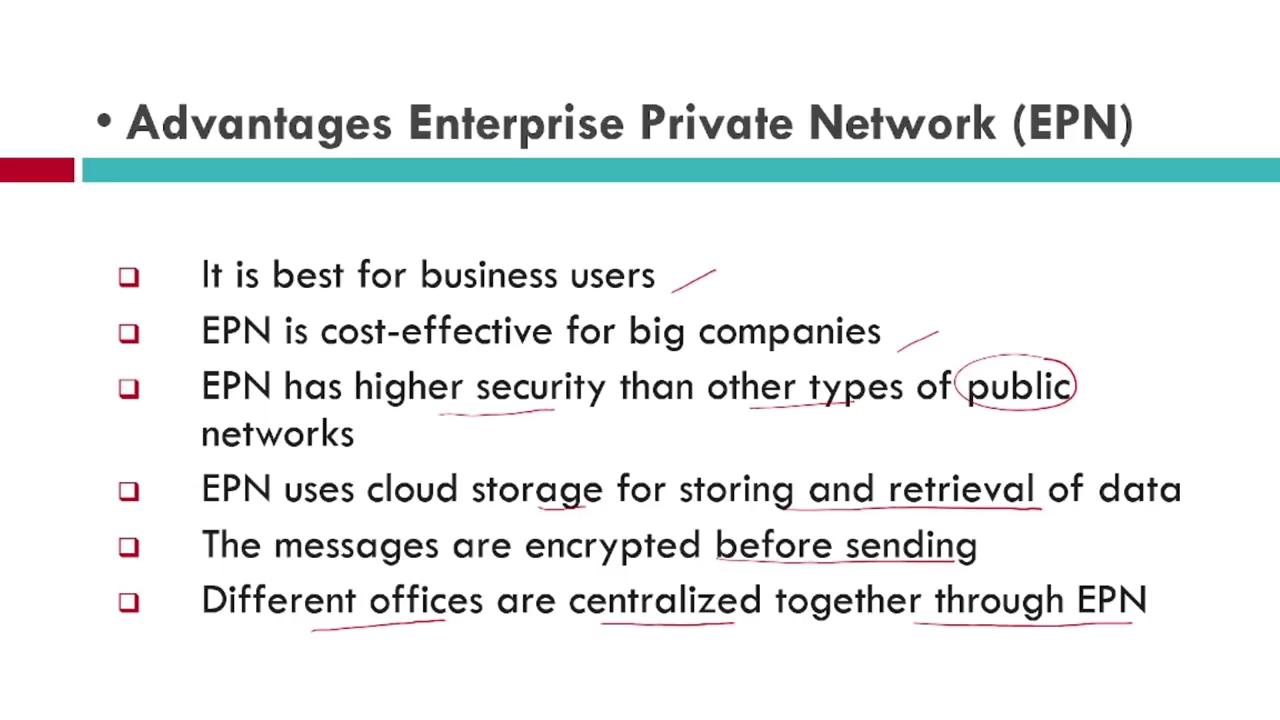 • Advantages Enterprise Private Network (EPN)
It is best for business users
EPN is cost-effective for big companies
EPN has higher security than other types of public
networks
EPN uses cloud storage for storing and retrieval of data
The messages are encrypted before sending
Different offices are centralized together through EPN